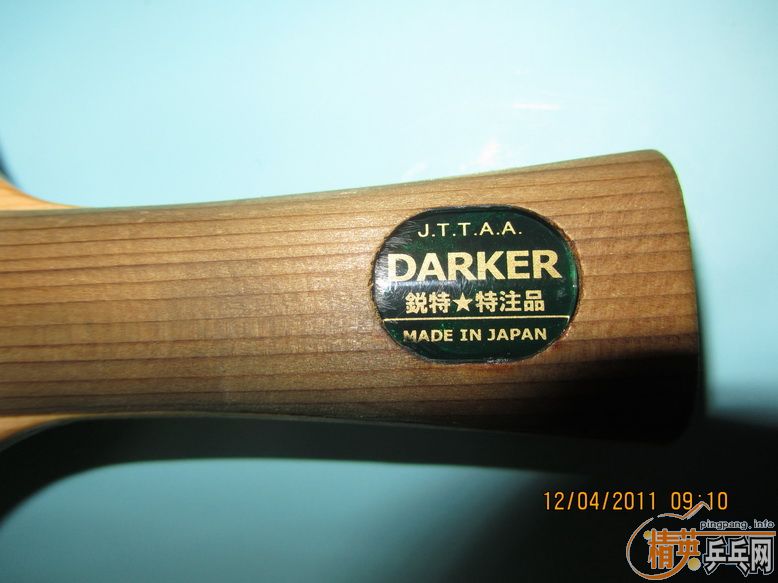 J.T.T.A.A.
DARKER
鋭特★特注品
MADE IN JAPAN
12/04/2011 09:10
pingpang.info
精英乒乓网